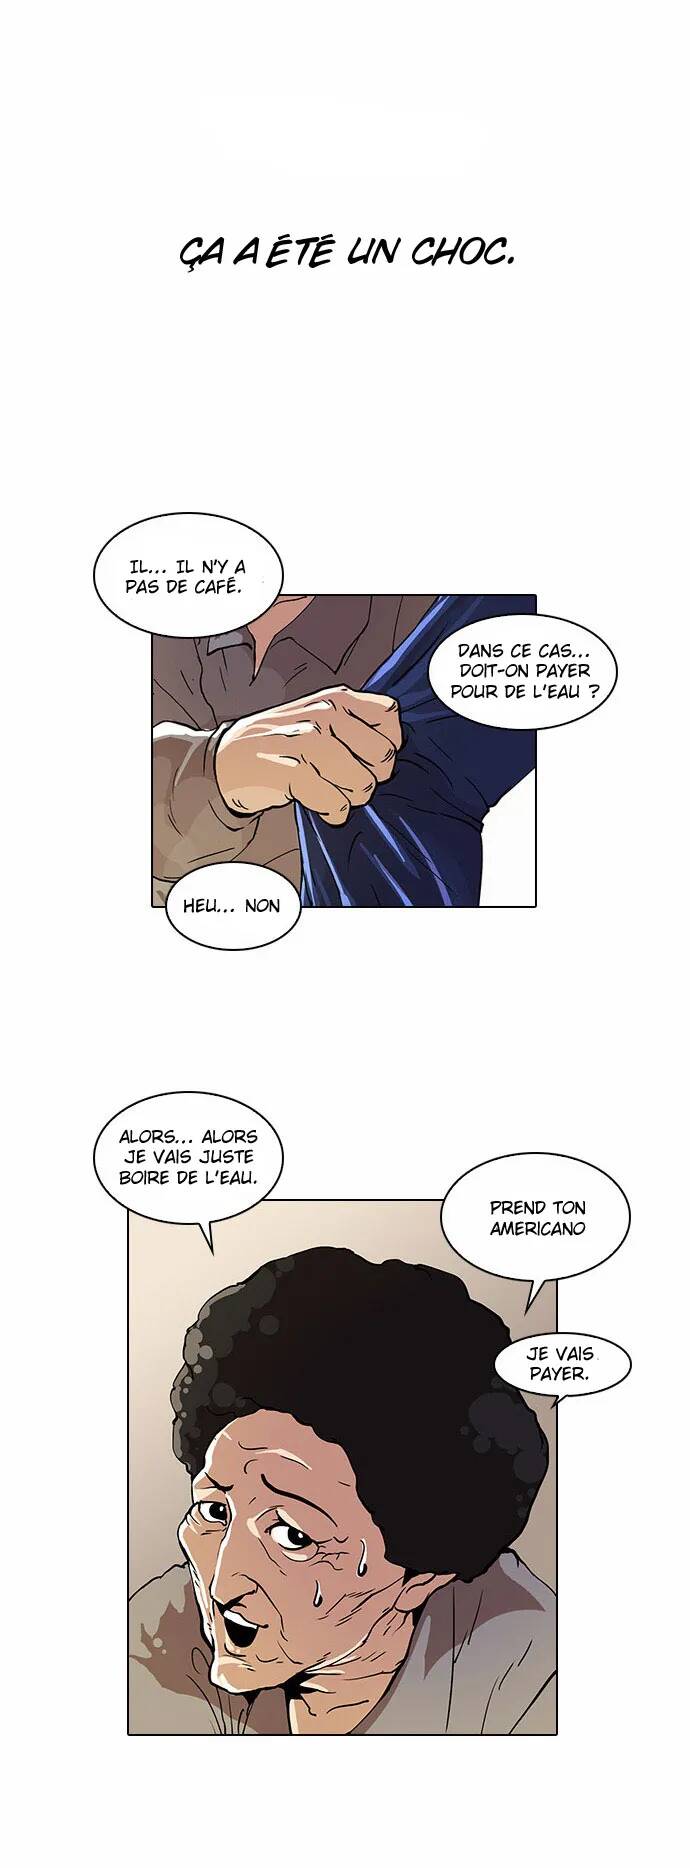 ÇA A ÉTÉ UN CHOC.
IL... IL N'Y A
PAS DE CAFÉ.
DANS CE CAS...
DOIT-ON PAYER
POUR DE L'EAU ?
HEU... NON
ALORS... ALORS
JE VAIS JUSTE
BOIRE DE L'EAU.
PREND TON
AMERICANO
JE VAIS
PAYER.